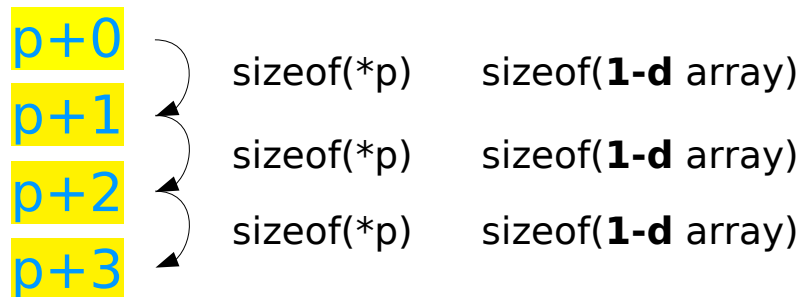 p+0
sizeof(*p) sizeof(1-d array)
p+1
sizeof(*p) sizeof(1-d array)
p+2
sizeof(*p) sizeof(1-d array)
p+3